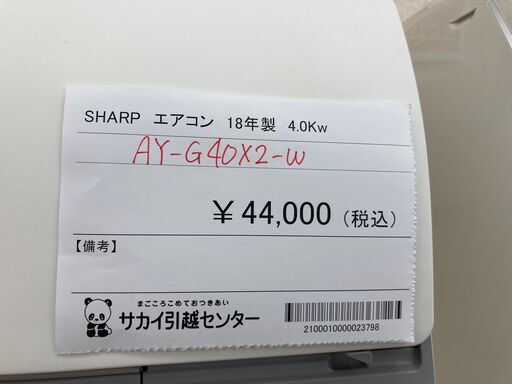 SHARP エアコン 18年製 4.0Kw
AY-G40X2-W
￥44,000（税込）
【備考】
まごころこめておつきあい
サカイ引越センター
2100010000023798